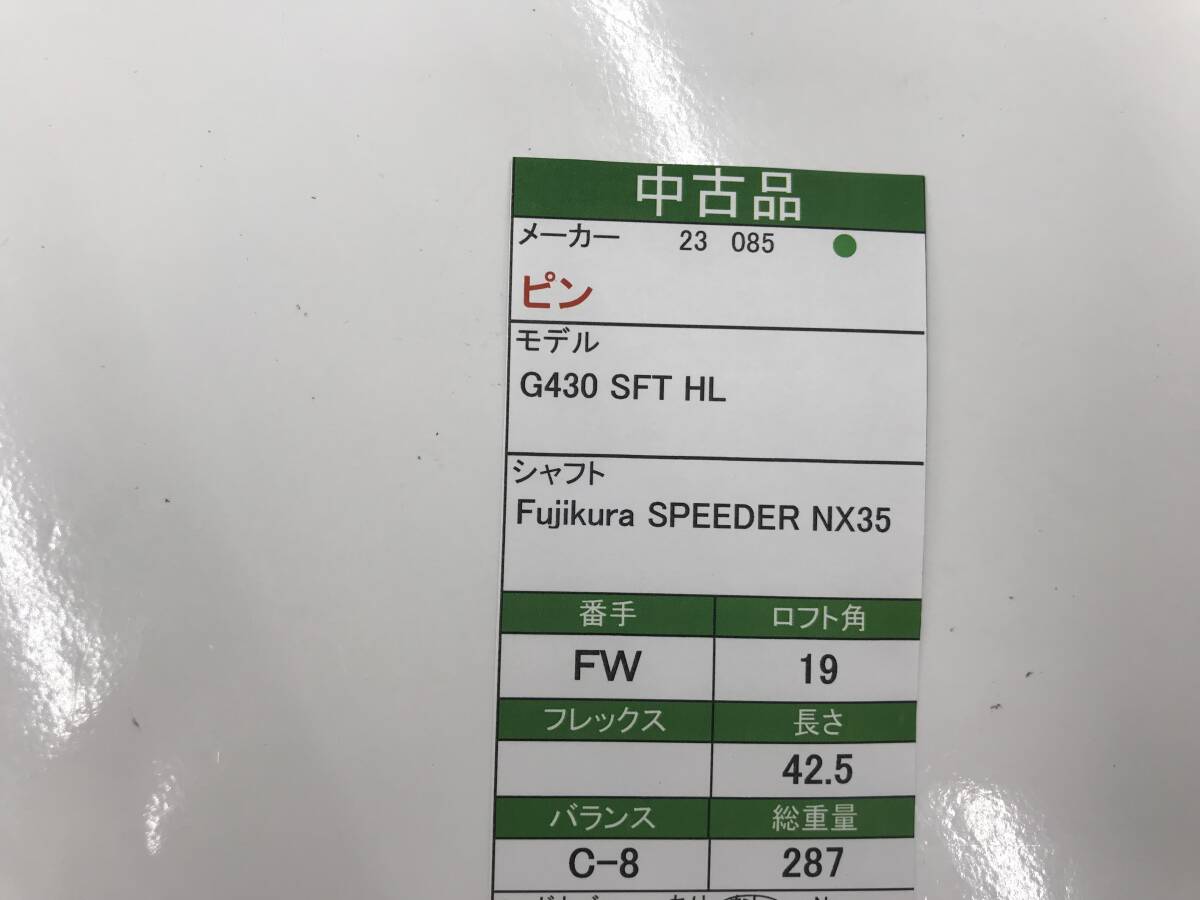 中古品
メーカー 23 085
ピン
モデル
G430 SFT HL
シャフト
Fujikura SPEEDER NX35
番手 ロフト角
FW 19
フレックス 長さ
42.5
バランス 総重量
C-8 287